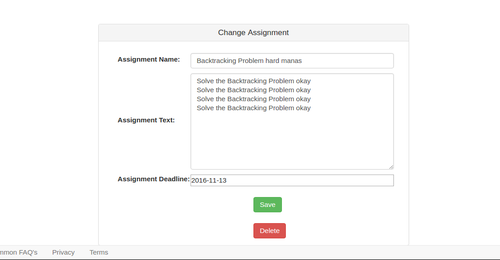 Change Assignment
Assignment Name: Backtracking Problem hard manas
Solve the Backtracking Problem okay
Solve the Backtracking Problem okay
Solve the Backtracking Problem okay
Solve the Backtracking Problem okay
Assignment Text:
Assignment Deadline: 2016-11-13
Save
Delete
mmon FAQ's Privacy Terms